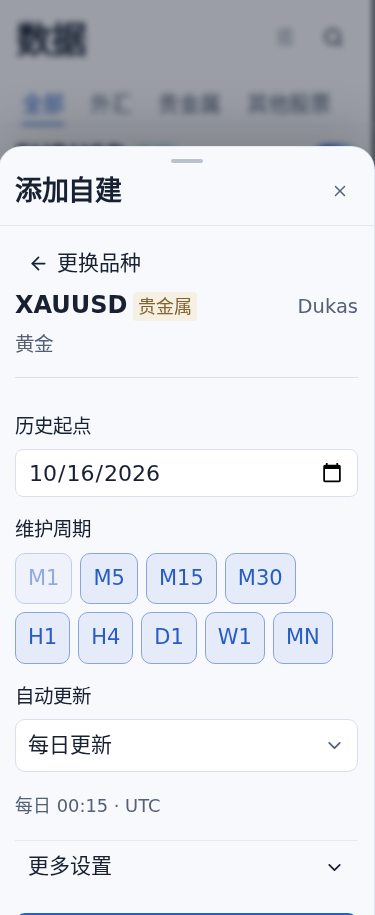 数据
全部 外汇 贵金属 其他股票
添加自建
更换品种
XAUUSD 贵金属 Dukas
黄金
历史起点
10/16/2026
维护周期
M1 M5 M15 M30
H1 H4 D1 W1 MN
自动更新
每日更新
每日 00:15 · UTC
更多设置